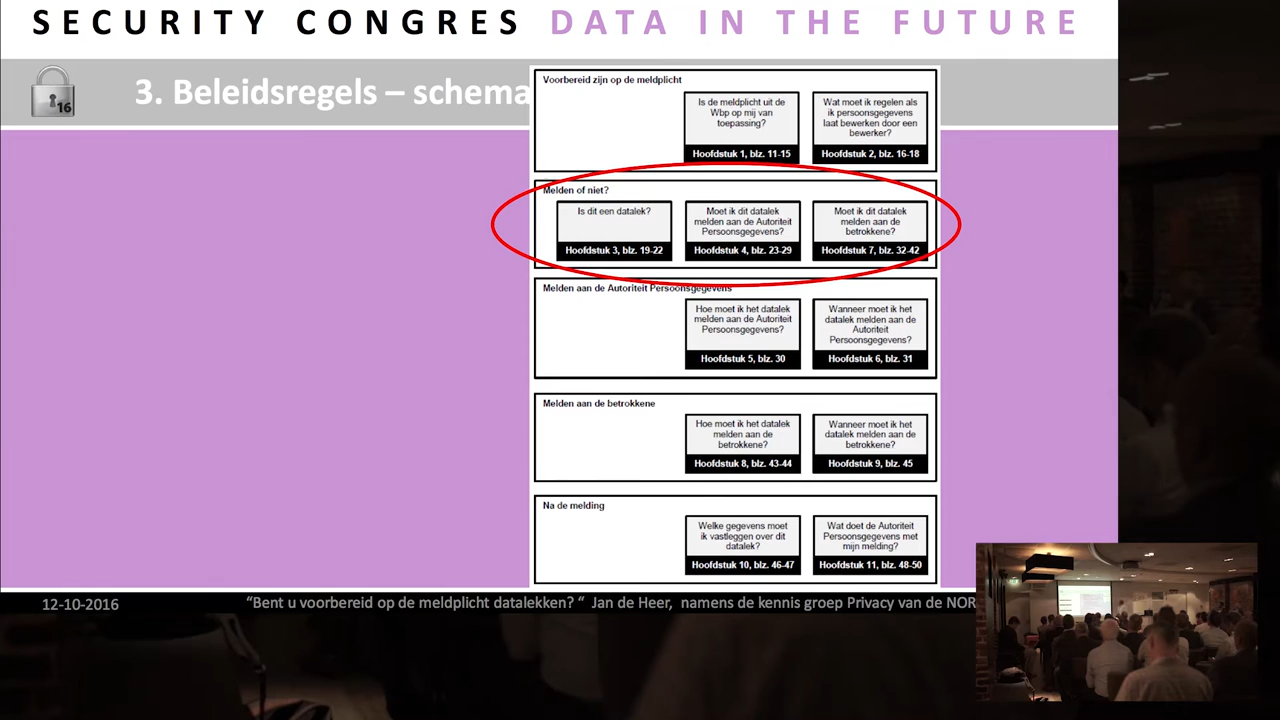 SECURITY CONGRES DATA IN THE FUTURE
16
3. Beleidsregels – schema
Voorbereid zijn op de meldplicht
Is de meldplicht uit de
Wbp op mij van
toepassing?
Hoofdstuk 1, blz. 11-15
Wat moet ik regelen als
ik persoonsgegevens
laat bewerken door een
bewerker?
Hoofdstuk 2, blz. 16-18
Melden of niet?
Is dit een datalek?
Hoofdstuk 3, blz. 19-22
Moet ik dit datalek
melden aan de Autoriteit
Persoonsgegevens?
Hoofdstuk 4, blz. 23-29
Moet ik dit datalek
melden aan de
betrokkene?
Hoofdstuk 7, blz. 32-42
Melden aan de Autoriteit Persoonsgegevens
Hoe moet ik het datalek
melden aan de Autoriteit
Persoonsgegevens?
Hoofdstuk 5, blz. 30
Wanneer moet ik het
datalek melden aan de
Autoriteit
Persoonsgegevens?
Hoofdstuk 6, blz. 31
Melden aan de betrokkene
Hoe moet ik het datalek
melden aan de
betrokkene?
Hoofdstuk 8, blz. 43-44
Wanneer moet ik het
datalek melden aan de
betrokkene?
Hoofdstuk 9, blz. 45
Na de melding
Welke gegevens moet
ik vastleggen over dit
datalek?
Hoofdstuk 10, blz. 46-47
Wat doet de Autoriteit
Persoonsgegevens met
mijn melding?
Hoofdstuk 11, blz. 48-50
12-10-2016
“Bent u voorbereid op de meldplicht datalekken? “ Jan de Heer, namens de kennis groep Privacy van de NOR